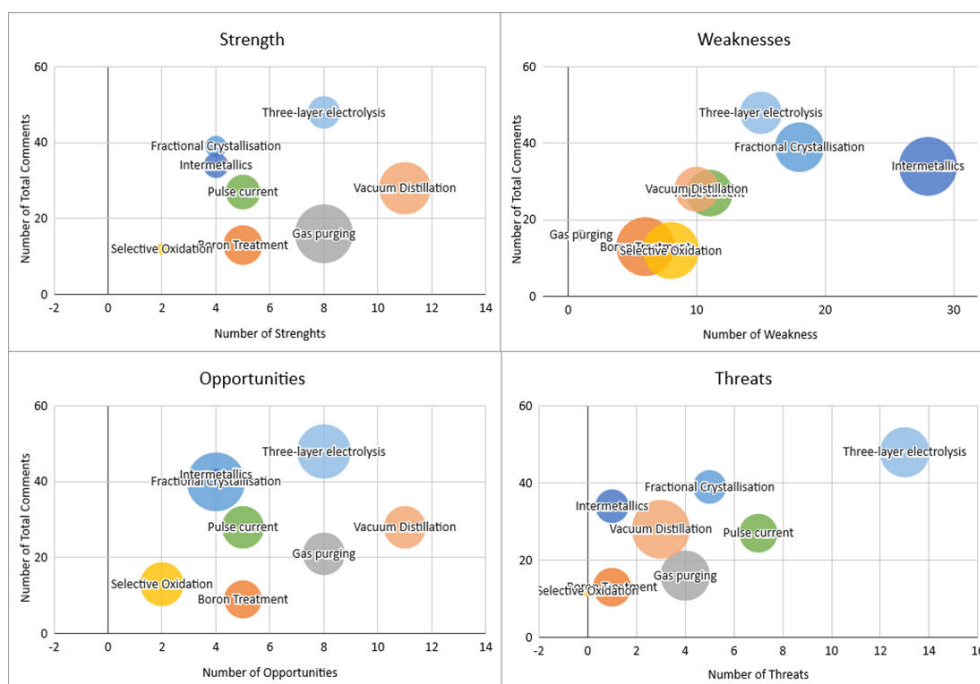 Strength
Number of Total Comments
60
40
20
0
-2 0 2 4 6 8 10 12 14
Three-layer electrolysis
Fractional Crystallisation
Intermetallics
Pulse current
Vacuum Distillation
Gas purging
Boron Treatment
Selective Oxidation
Number of Strenghts
Weaknesses
Number of Total Comments
60
40
20
0
0 10 20 30
Three-layer electrolysis
Fractional Crystallisation
Intermetallics
Vacuum Distillation
Pulse current
Gas purging
Boron Treatment
Selective Oxidation
Number of Weakness
Opportunities
Number of Total Comments
60
40
20
0
-2 0 2 4 6 8 10 12 14
Three-layer electrolysis
Intermetallics
Fractional Crystallisation
Pulse current
Vacuum Distillation
Gas purging
Selective Oxidation
Boron Treatment
Number of Opportunities
Threats
Number of Total Comments
60
40
20
0
-2 0 2 4 6 8 10 12 14 16
Three-layer electrolysis
Fractional Crystallisation
Intermetallics
Vacuum Distillation
Pulse current
Gas purging
Boron Treatment
Selective Oxidation
Number of Threats